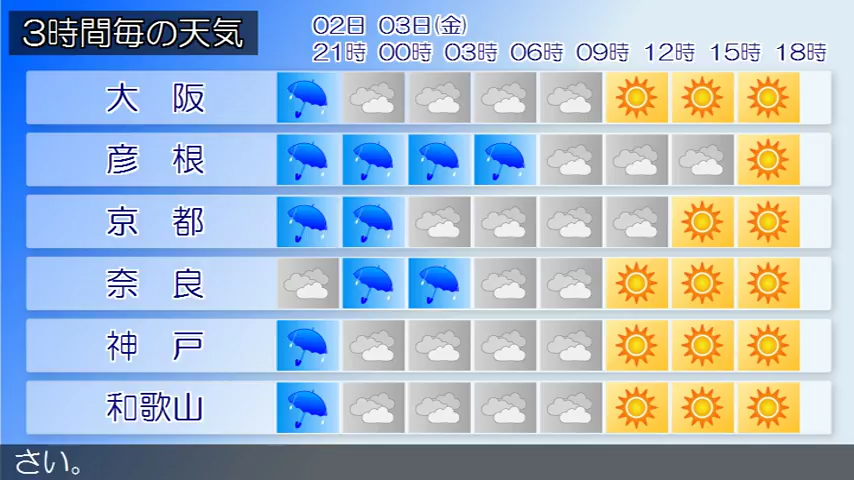 3時間毎の天気
02日 03日(金)
21時 00時 03時 06時 09時 12時 15時 18時
大阪
彦根
京都
奈良
神戸
和歌山
さい。